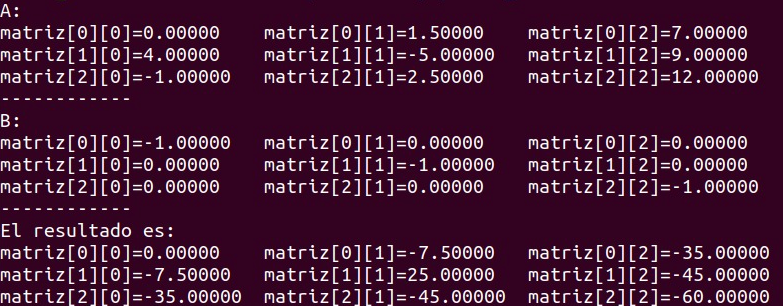 A:
matriz[0][0]=0.00000 matriz[0][1]=1.50000 matriz[0][2]=7.00000
matriz[1][0]=4.00000 matriz[1][1]=-5.00000 matriz[1][2]=9.00000
matriz[2][0]=-1.00000 matriz[2][1]=2.50000 matriz[2][2]=12.00000
------------
B:
matriz[0][0]=-1.00000 matriz[0][1]=0.00000 matriz[0][2]=0.00000
matriz[1][0]=0.00000 matriz[1][1]=-1.00000 matriz[1][2]=0.00000
matriz[2][0]=0.00000 matriz[2][1]=0.00000 matriz[2][2]=-1.00000
------------
El resultado es:
matriz[0][0]=0.00000 matriz[0][1]=-7.50000 matriz[0][2]=-35.00000
matriz[1][0]=-7.50000 matriz[1][1]=25.00000 matriz[1][2]=-45.00000
matriz[2][0]=-35.00000 matriz[2][1]=-45.00000 matriz[2][2]=-60.00000